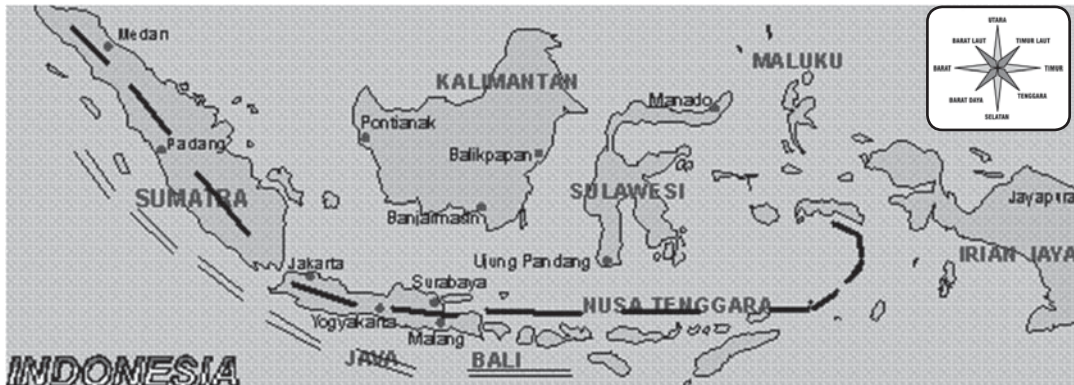 Medan
KALIMANTAN
MALUKU
UTARA
BARAT LAUT
TIMUR LAUT
BARAT
TIMUR
BARAT DAYA
TENGGARA
SELATAN
Manado
Pontianak
Padang
Balikpapan
SUMATRA
SULAWESI
Jayapura
Banjarmasin
IRIAN JAYA
Jakarta
Ujung Pandang
Surabaya
NUSA TENGGARA
Yogyakarta
Malang
JAVA
BALI
INDONESIA